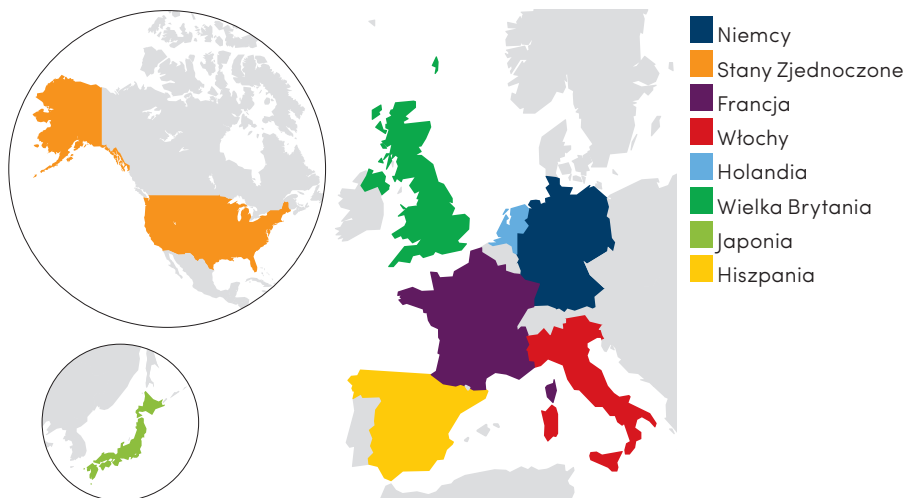 Niemcy
Stany Zjednoczone
Francja
Włochy
Holandia
Wielka Brytania
Japonia
Hiszpania